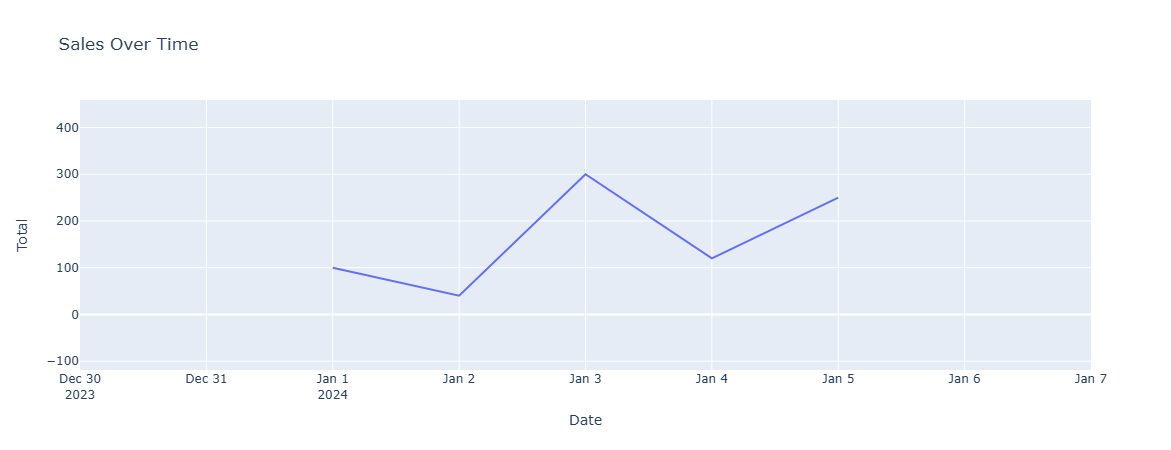 Sales Over Time
Total
400
300
200
100
0
−100
Dec 30 Dec 31 Jan 1 Jan 2 Jan 3 Jan 4 Jan 5 Jan 6 Jan 7
2023 2024
Date